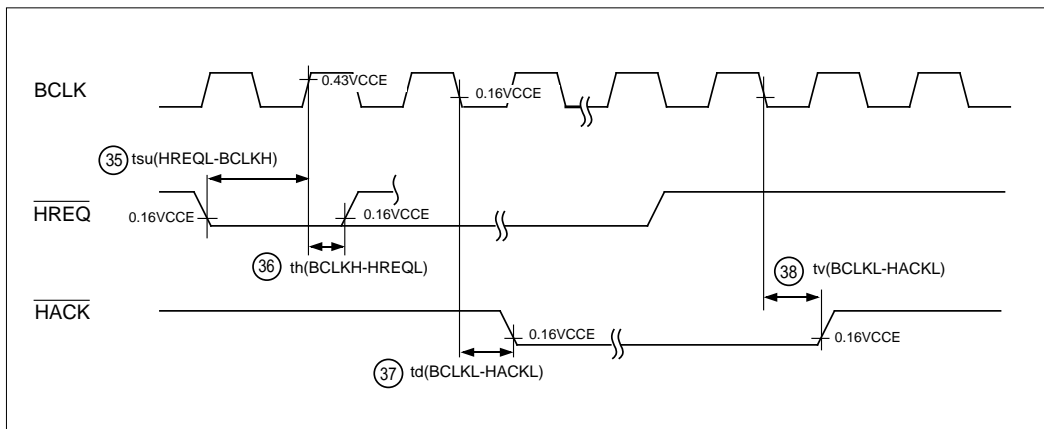 BCLK
0.43VCCE
0.16VCCE
35 tsu(HREQL-BCLKH)
HREQ
0.16VCCE
0.16VCCE
36 th(BCLKH-HREQL)
38 tv(BCLKL-HACKL)
HACK
0.16VCCE
0.16VCCE
37 td(BCLKL-HACKL)